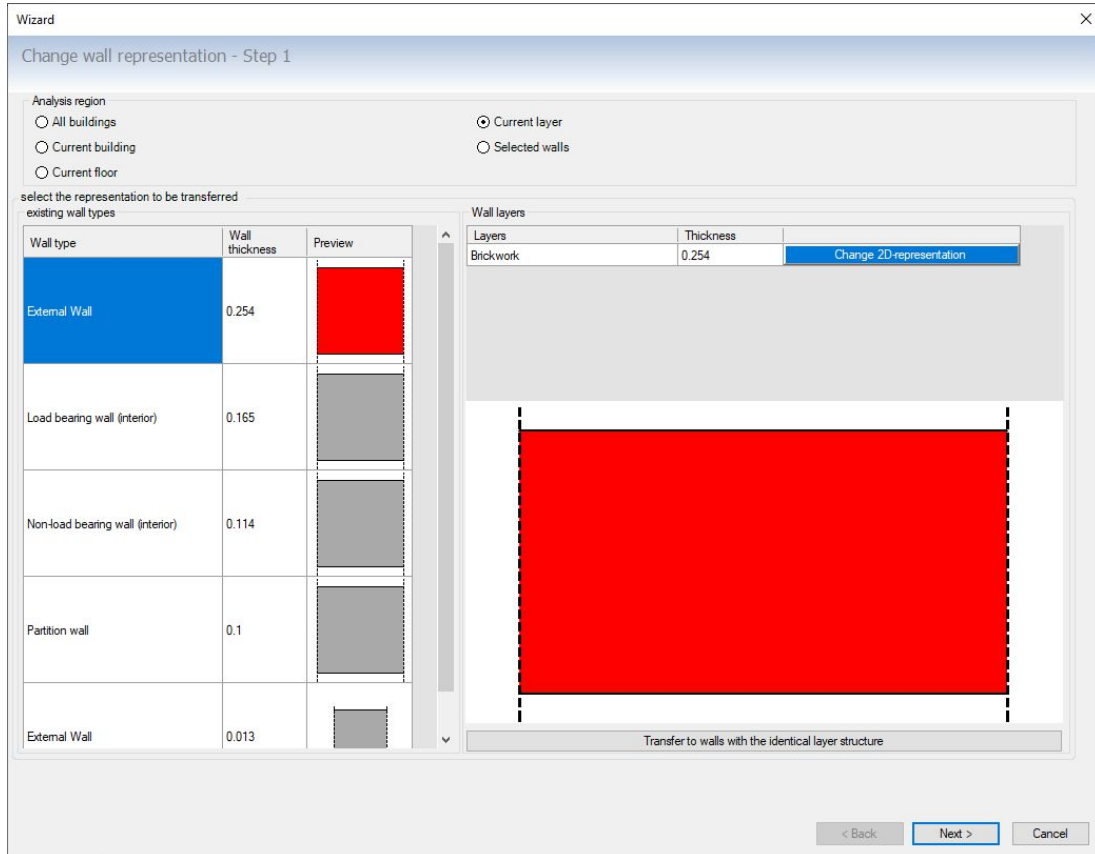 Wizard
Change wall representation - Step 1
Analysis region
All buildings
Current layer
Current building
Selected walls
Current floor
select the representation to be transferred
existing wall types
Wall type
Wall thickness
Preview
External Wall
0.254
Load bearing wall (interior)
0.165
Non-load bearing wall (interior)
0.114
Partition wall
0.1
External Wall
0.013
Wall layers
Layers
Thickness
Brickwork
0.254
Change 2D-representation
Transfer to walls with the identical layer structure
< Back
Next >
Cancel